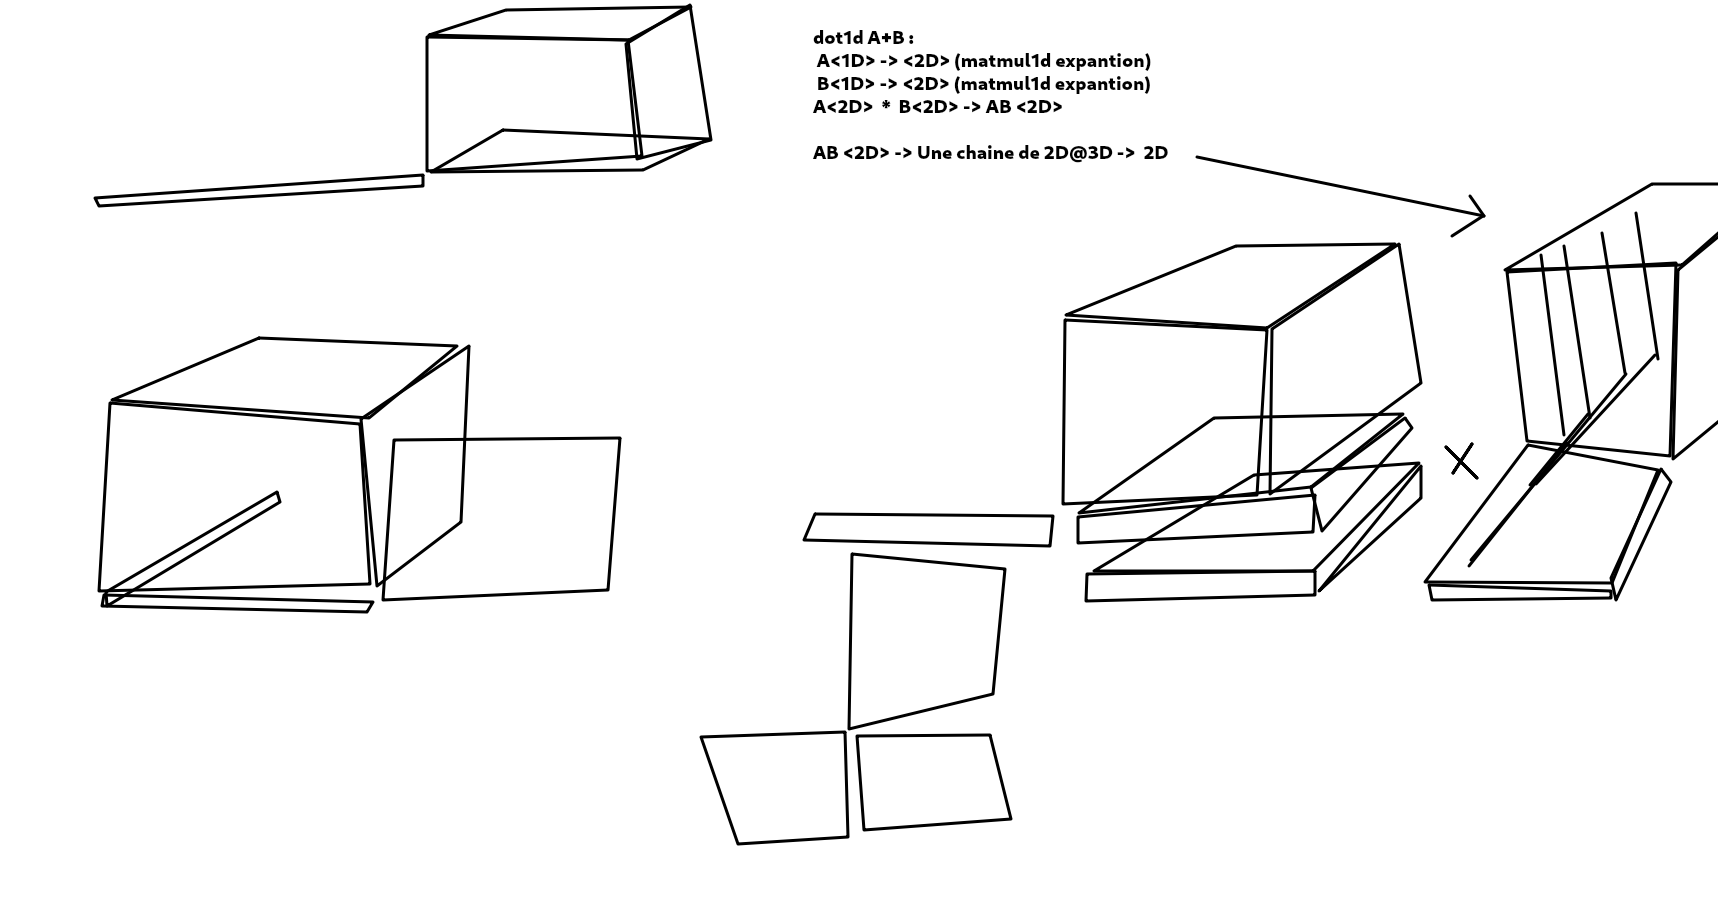 dot1d A+B :
A<1D> -> <2D> (matmul1d expantion)
B<1D> -> <2D> (matmul1d expantion)
A<2D> * B<2D> -> AB <2D>
AB <2D> -> Une chaine de 2D@3D -> 2D